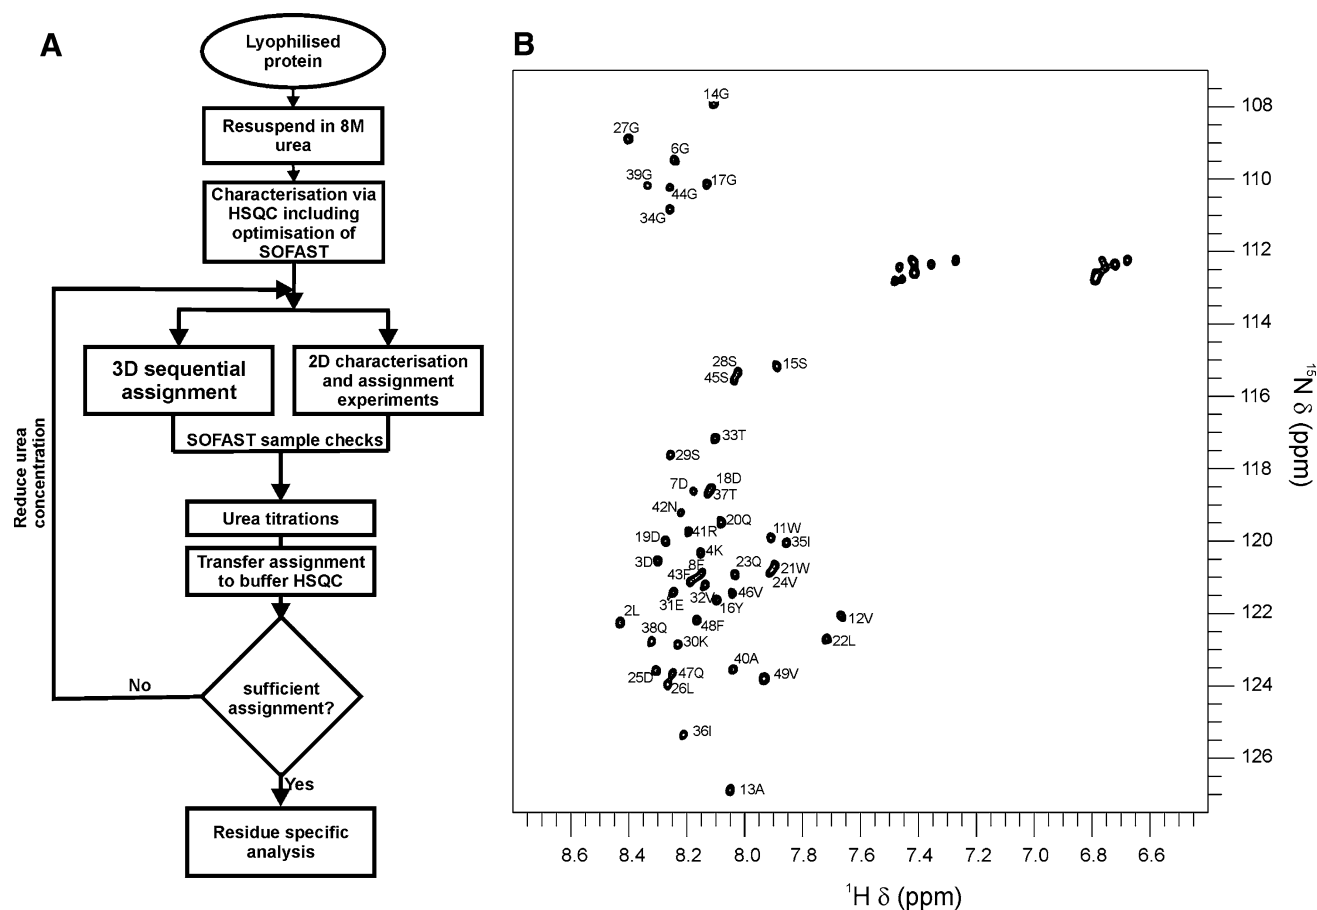 A
Lyophilised
protein
Resuspend in 8M
urea
Characterisation via
HSQC including
optimisation of
SOFAST
3D sequential
assignment
2D characterisation
and assignment
experiments
SOFAST sample checks
Reduce urea
concentration
Urea titrations
Transfer assignment
to buffer HSQC
sufficient
assignment?
No
Yes
Residue specific
analysis
B
14G
27G
6G
39G
17G
44G
34G
28S
15S
45S
33T
29S
18D
7D
37T
42N
20Q
41R
11W
19D
35I
4K
3D
8F
23Q
43F
21W
24V
32V
46V
31E
16Y
2L
12V
48F
38Q
30K
22L
40A
25D
47Q
49V
26L
36I
13A
108
110
112
114
116
118
120
122
124
126
15N δ (ppm)
8.6 8.4 8.2 8.0 7.8 7.6 7.4 7.2 7.0 6.8 6.6
1H δ (ppm)